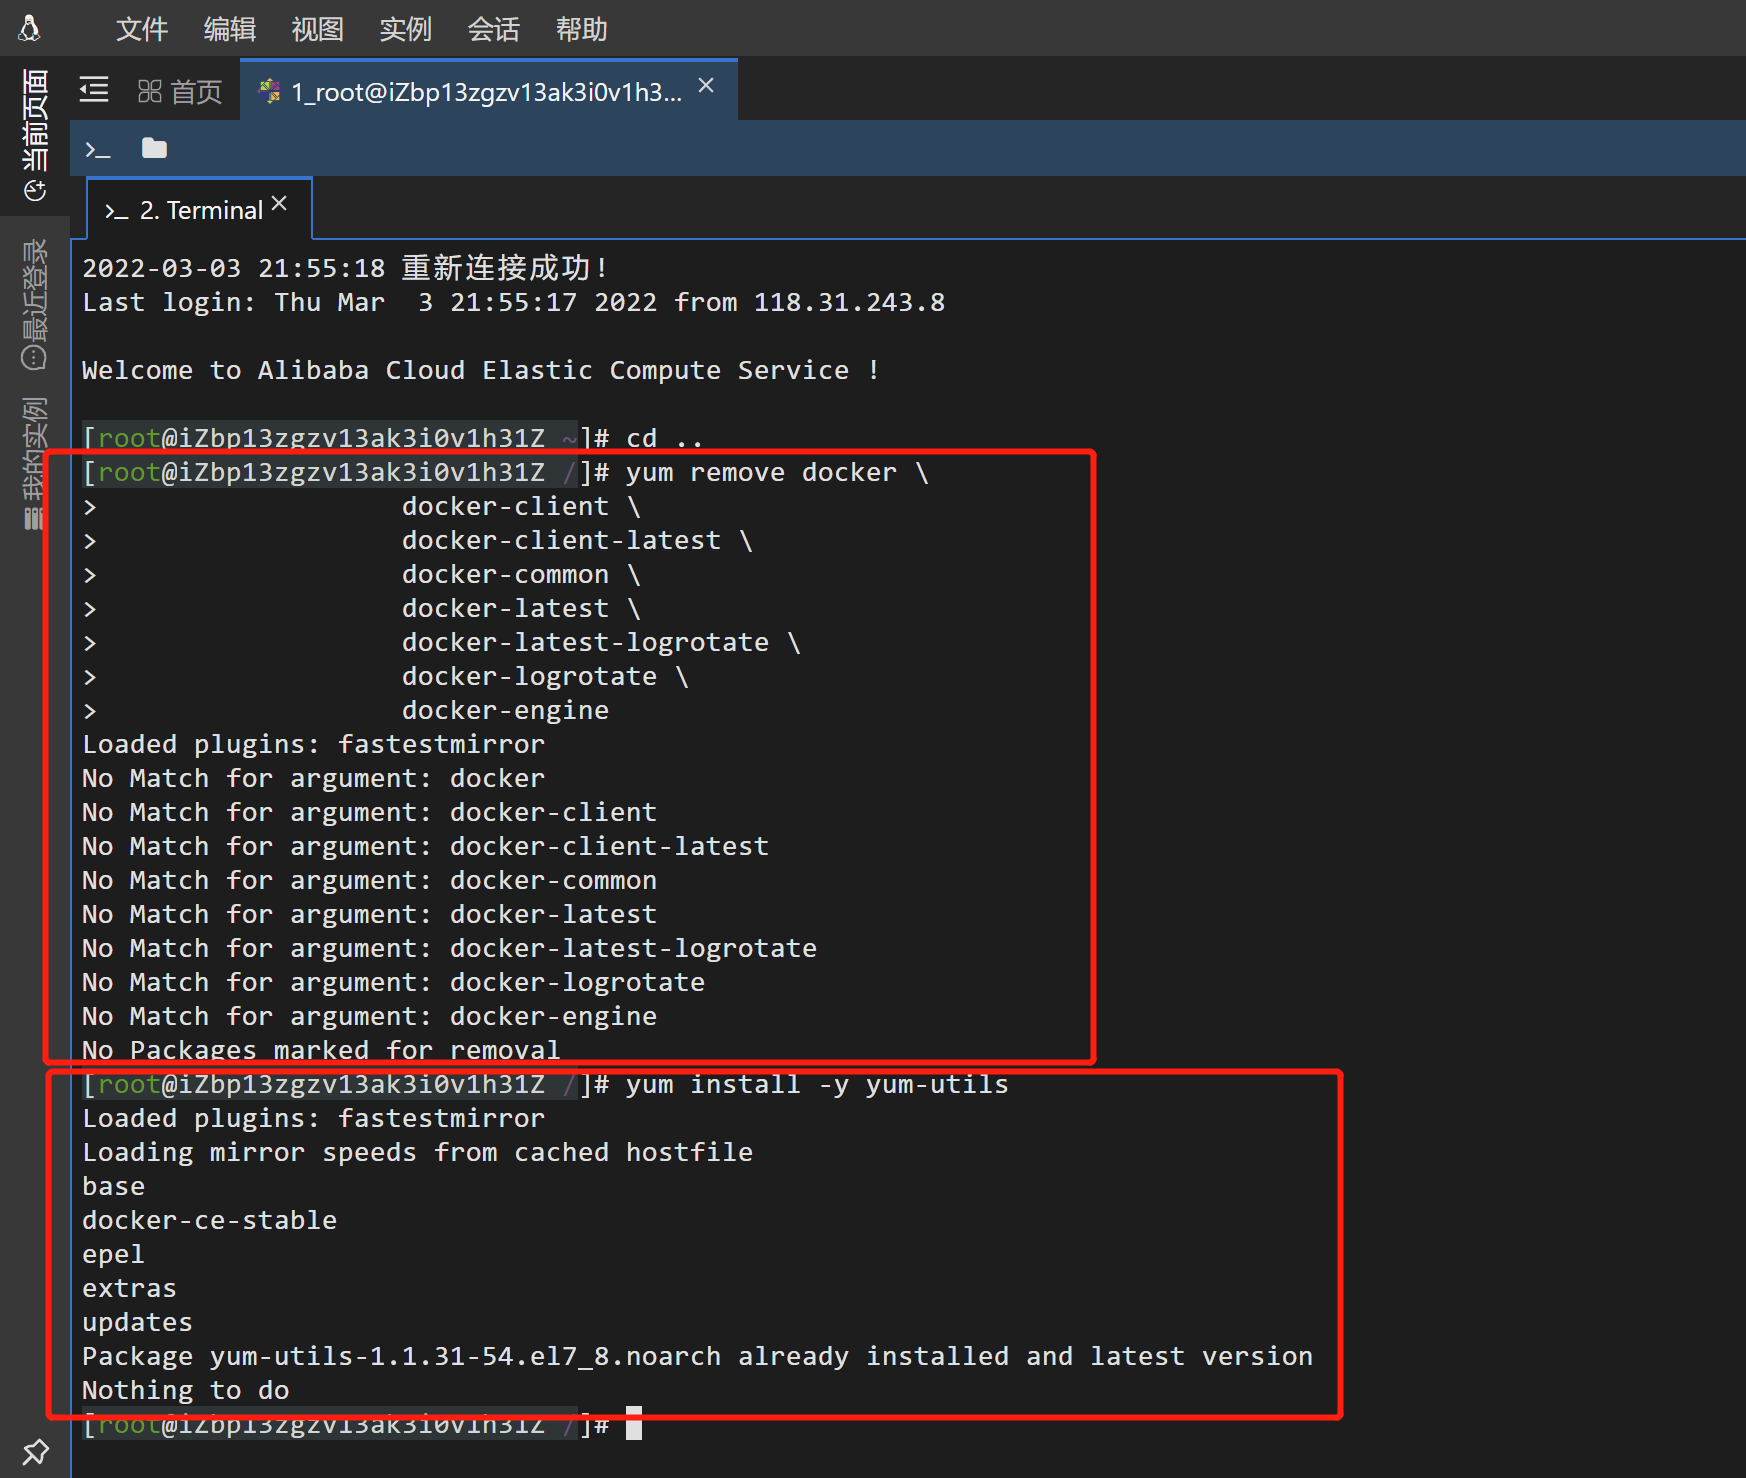 文件 编辑 视图 实例 会话 帮助
首页 1_root@iZbp13zgzv13ak3i0v1h3...
当前页面
最近登录
我的实例
>_ 2. Terminal
2022-03-03 21:55:18 重新连接成功!
Last login: Thu Mar  3 21:55:17 2022 from 118.31.243.8
Welcome to Alibaba Cloud Elastic Compute Service !
[root@iZbp13zgzv13ak3i0v1h31Z ~]# cd ..
[root@iZbp13zgzv13ak3i0v1h31Z /]# yum remove docker \
>                   docker-client \
>                   docker-client-latest \
>                   docker-common \
>                   docker-latest \
>                   docker-latest-logrotate \
>                   docker-logrotate \
>                   docker-engine
Loaded plugins: fastestmirror
No Match for argument: docker
No Match for argument: docker-client
No Match for argument: docker-client-latest
No Match for argument: docker-common
No Match for argument: docker-latest
No Match for argument: docker-latest-logrotate
No Match for argument: docker-logrotate
No Match for argument: docker-engine
No Packages marked for removal
[root@iZbp13zgzv13ak3i0v1h31Z /]# yum install -y yum-utils
Loaded plugins: fastestmirror
Loading mirror speeds from cached hostfile
base
docker-ce-stable
epel
extras
updates
Package yum-utils-1.1.31-54.el7_8.noarch already installed and latest version
Nothing to do
[root@iZbp13zgzv13ak3i0v1h31Z /]#